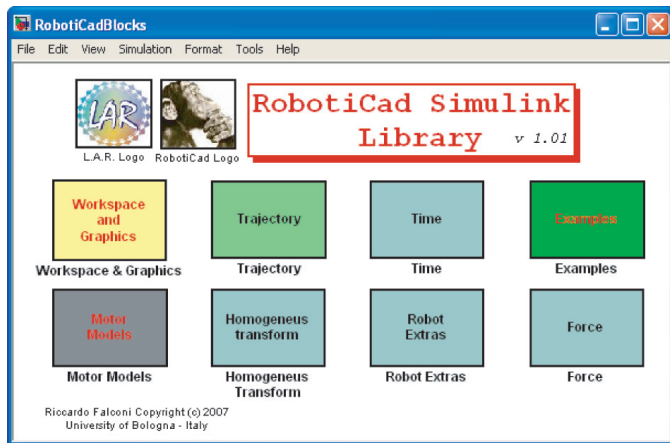 RobotiCadBlocks
File Edit View Simulation Format Tools Help
LAR
L.A.R. Logo RobotiCad Logo
RobotiCad Simulink
Library v 1.01
Workspace
and
Graphics
Workspace & Graphics
Trajectory
Trajectory
Time
Time
Examples
Examples
Motor
Models
Motor Models
Homogeneus
transform
Homogeneus
Transform
Robot
Extras
Robot Extras
Force
Force
Riccardo Falconi Copyright (c) 2007
University of Bologna - Italy